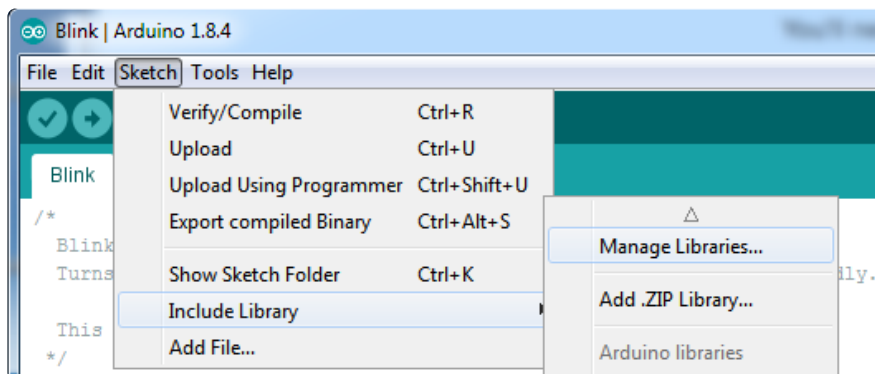 Blink | Arduino 1.8.4
File Edit Sketch Tools Help
Verify/Compile Ctrl+R
Upload Ctrl+U
Upload Using Programmer Ctrl+Shift+U
Export compiled Binary Ctrl+Alt+S
Show Sketch Folder Ctrl+K
Include Library
Add File...
Manage Libraries...
Add .ZIP Library...
Arduino libraries
Blink
/*
Blink
Turns
This
*/